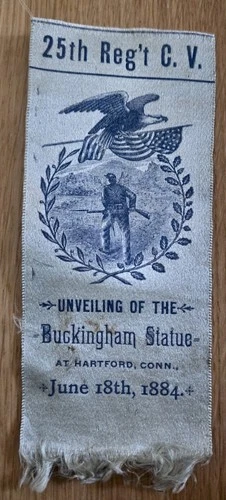 25th Reg't C. V.
UNVEILING OF THE
Buckingham Statue
AT HARTFORD, CONN.,
June 18th, 1884.